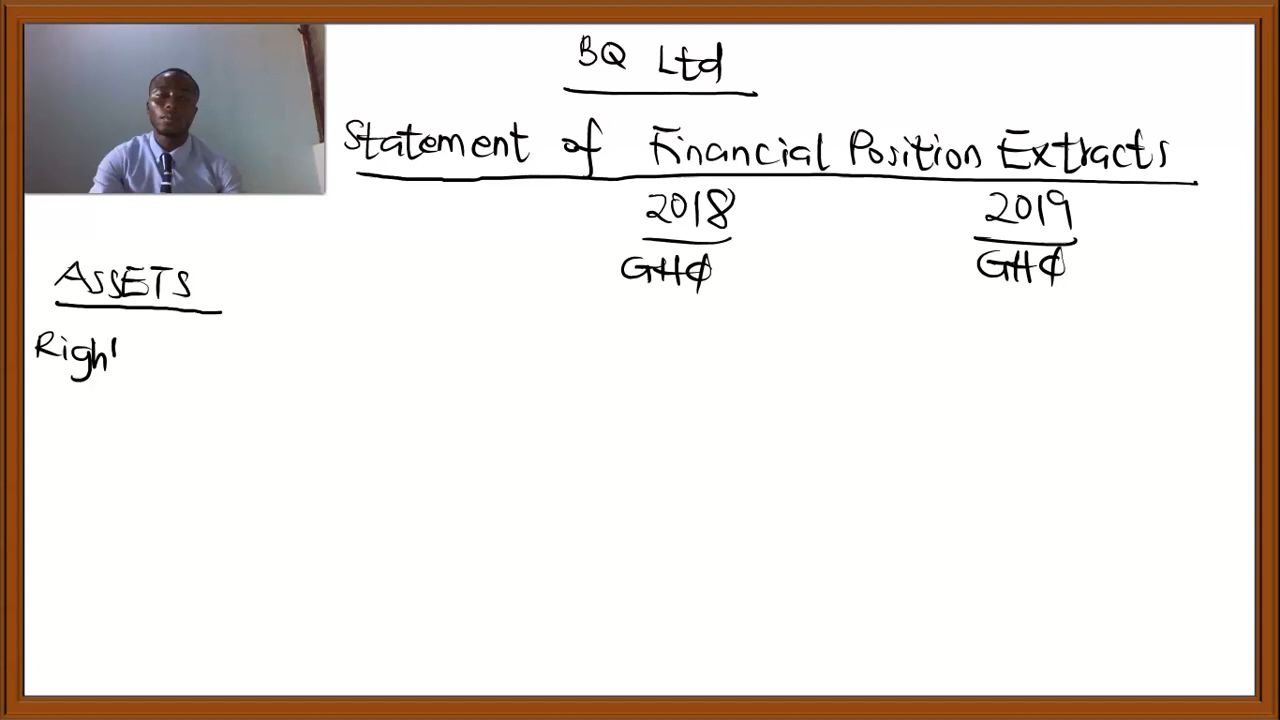 BQ Ltd
Statement of Financial Position Extracts
2018 2019
GH₵ GH₵
ASSETS
Righ